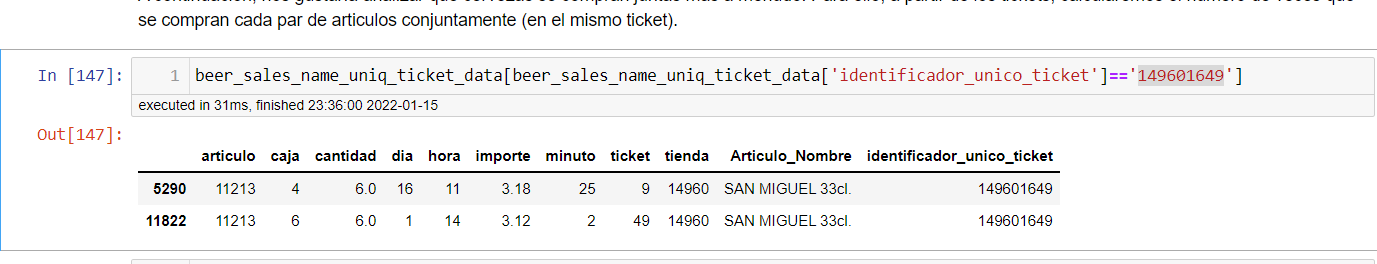 se compran cada par de articulos conjuntamente (en el mismo ticket).
In [147]: 1 beer_sales_name_uniq_ticket_data[beer_sales_name_uniq_ticket_data['identificador_unico_ticket']=='149601649']
executed in 31ms, finished 23:36:00 2022-01-15
Out[147]:
articulo caja cantidad dia hora importe minuto ticket tienda Articulo_Nombre identificador_unico_ticket
5290 11213 4 6.0 16 11 3.18 25 9 14960 SAN MIGUEL 33cl. 149601649
11822 11213 6 6.0 1 14 3.12 2 49 14960 SAN MIGUEL 33cl. 149601649